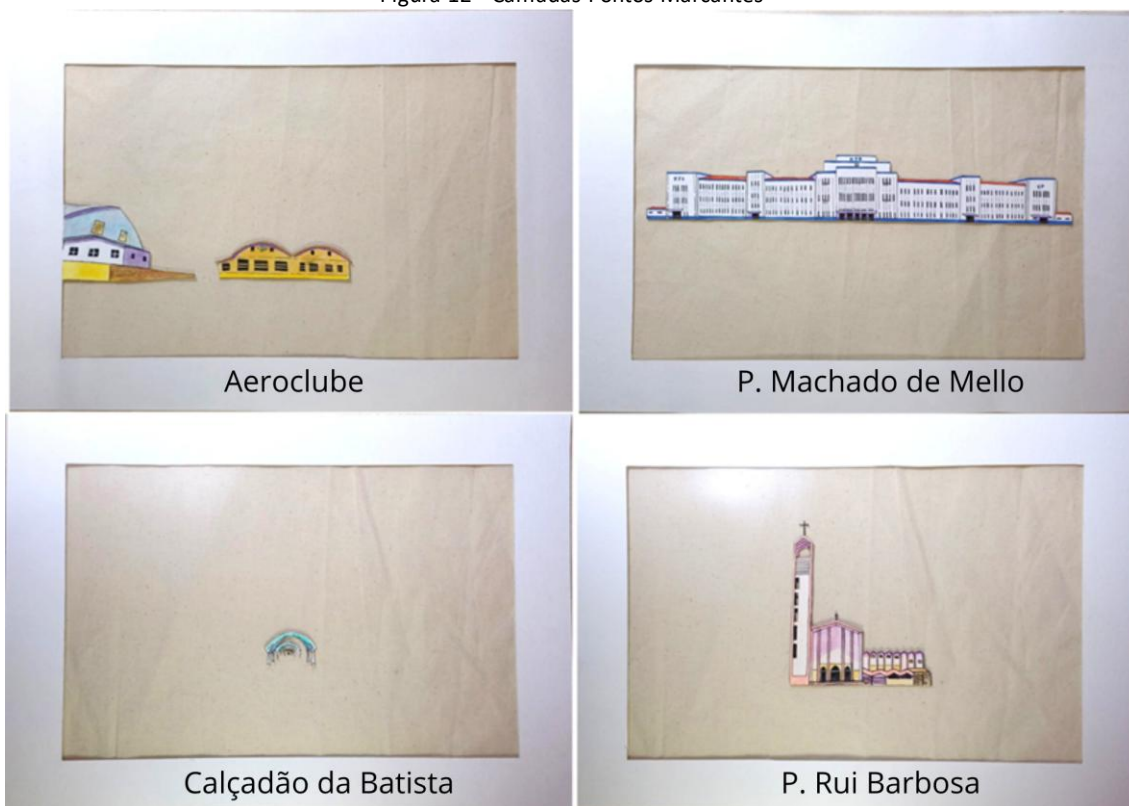 Figura 12 - Camadas Pontos Marcantes
Aeroclube
P. Machado de Mello
Calçadão da Batista
P. Rui Barbosa